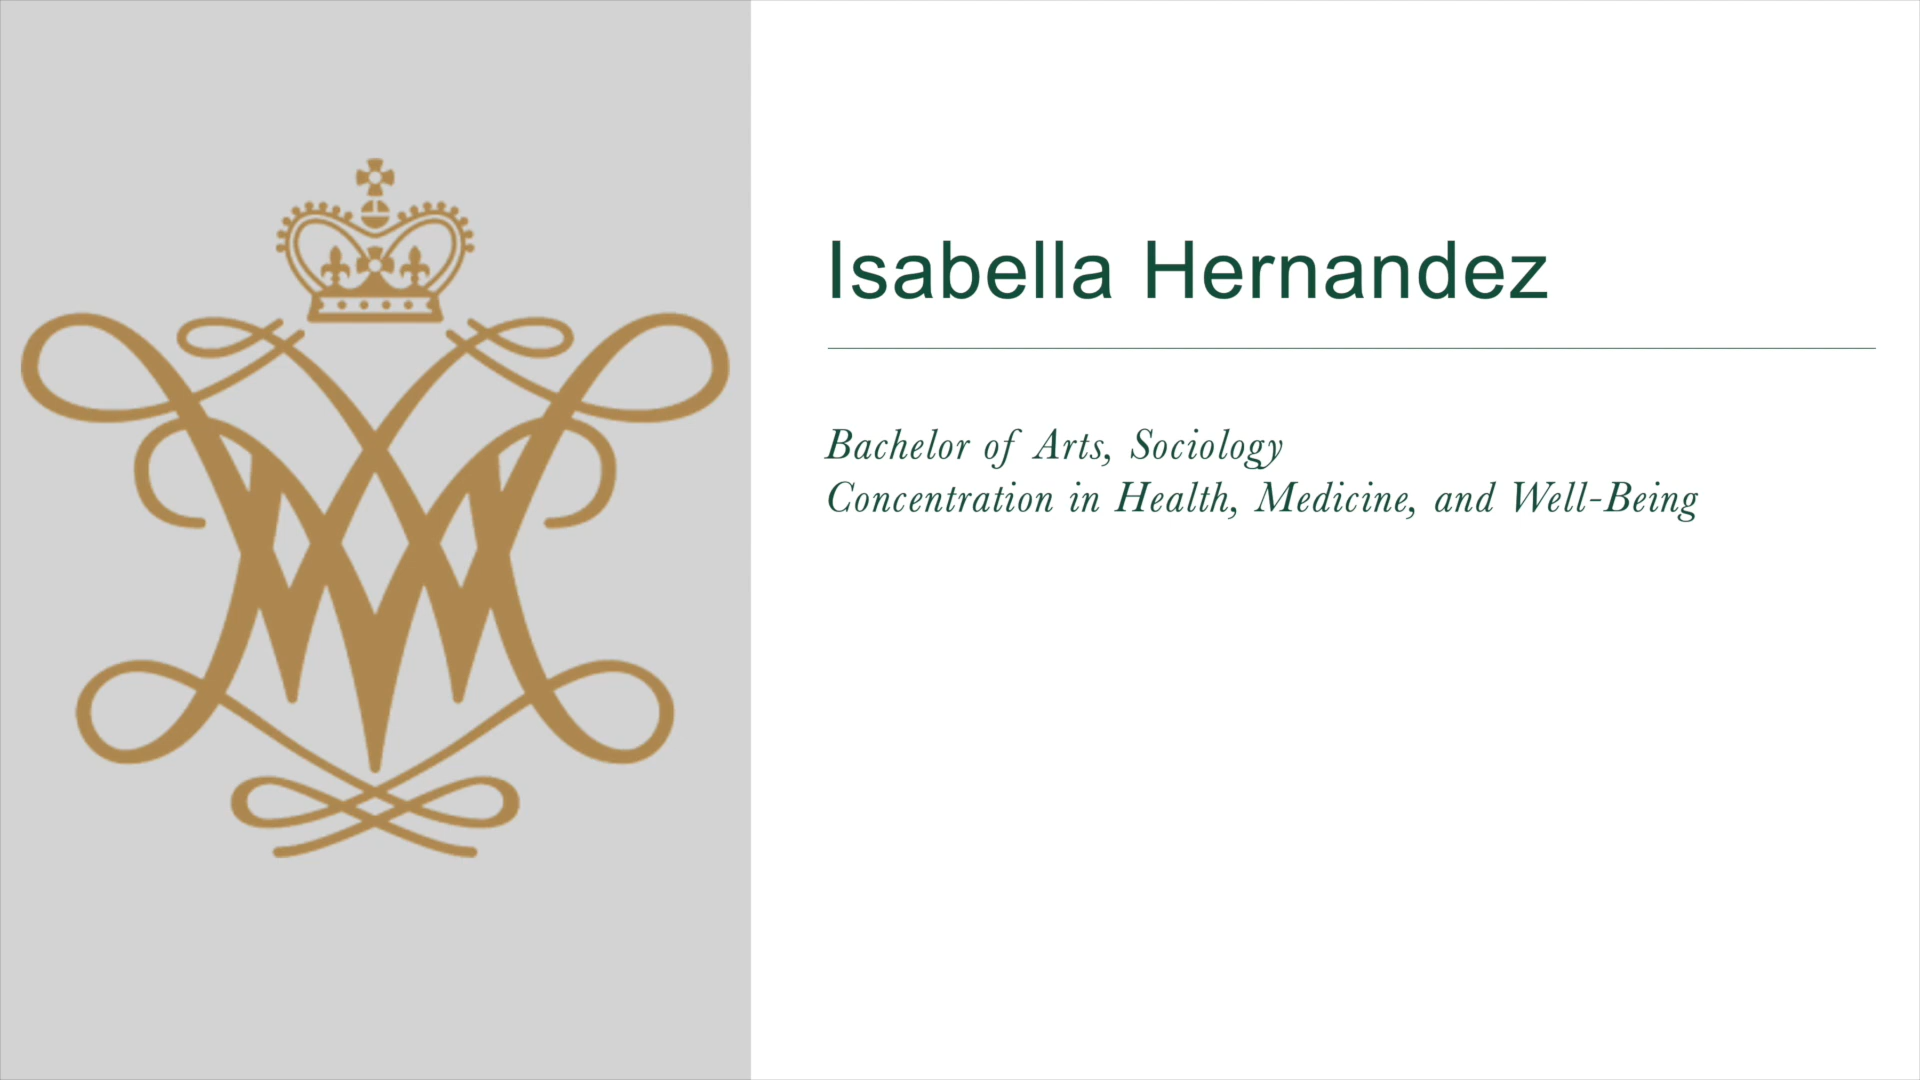 Isabella Hernandez
Bachelor of Arts, Sociology
Concentration in Health, Medicine, and Well-Being